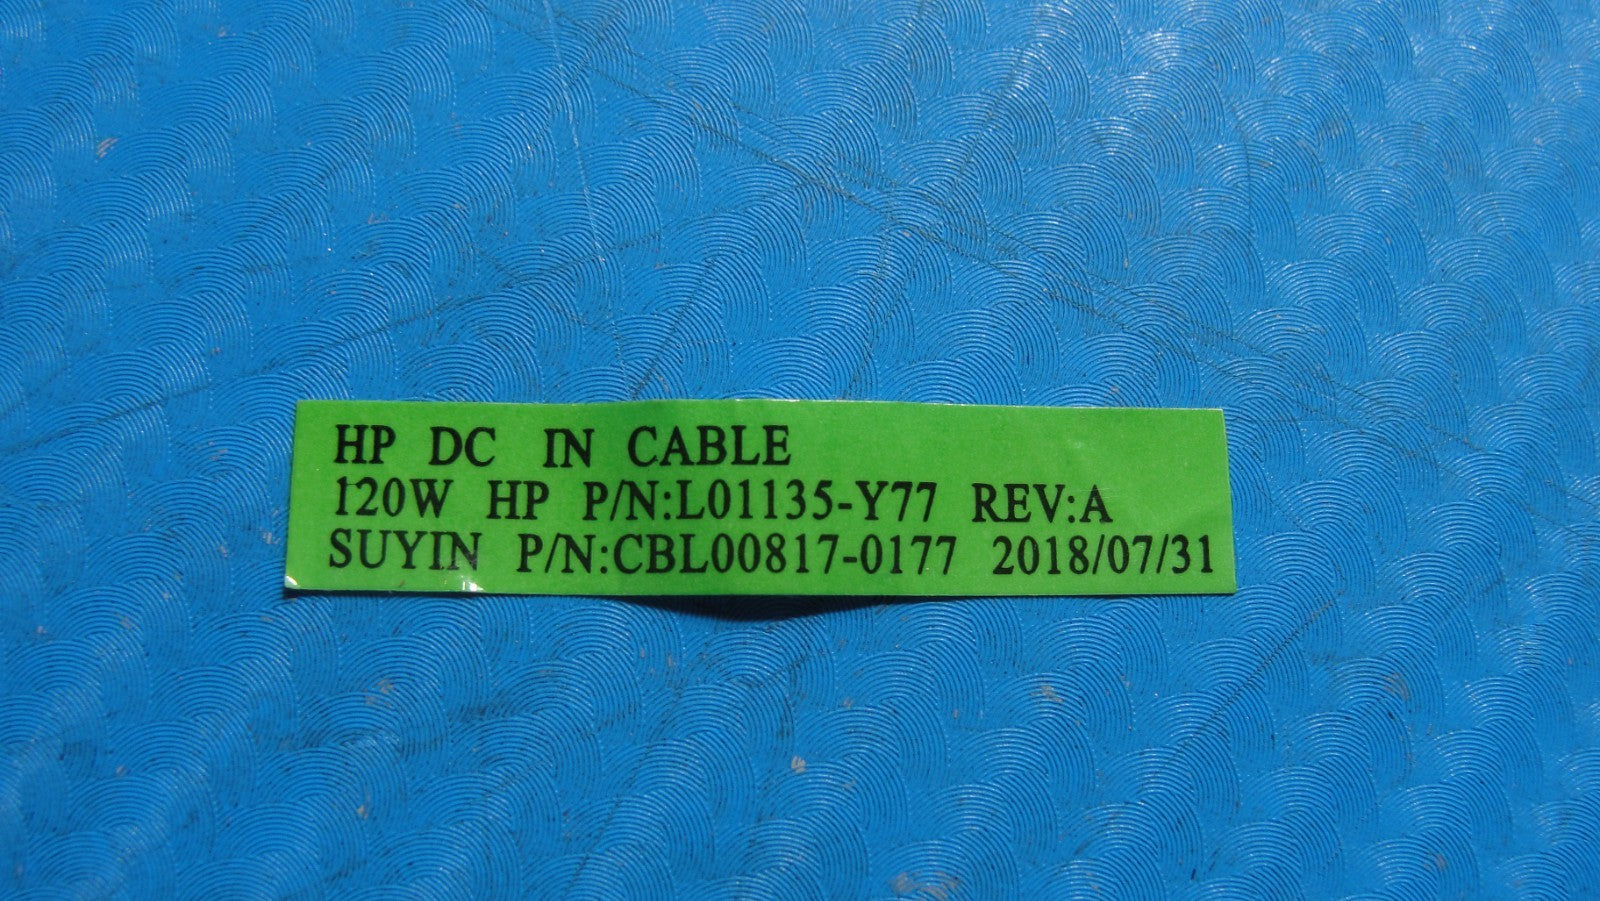 HP DC IN CABLE
120W HP P/N:L01135-Y77 REV:A
SUYIN P/N:CBL00817-0177 2018/07/31